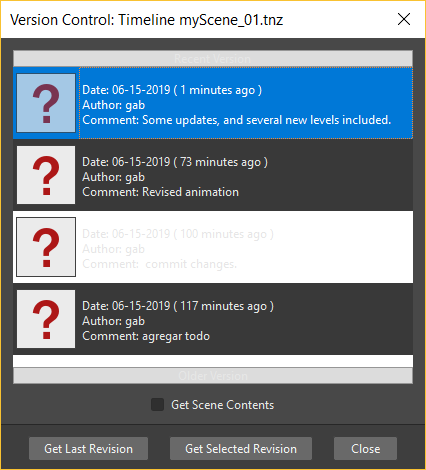 Version Control: Timeline myScene_01.tnz
Recent version
?
Date: 06-15-2019 ( 1 minutes ago )
Author: gab
Comment: Some updates, and several new levels included.
?
Date: 06-15-2019 ( 73 minutes ago )
Author: gab
Comment: Revised animation
?
Date: 06-15-2019 ( 100 minutes ago )
Author: gab
Comment:  commit changes.
?
Date: 06-15-2019 ( 117 minutes ago )
Author: gab
Comment: agregar todo
Older version
Get Scene Contents
Get Last Revision
Get Selected Revision
Close